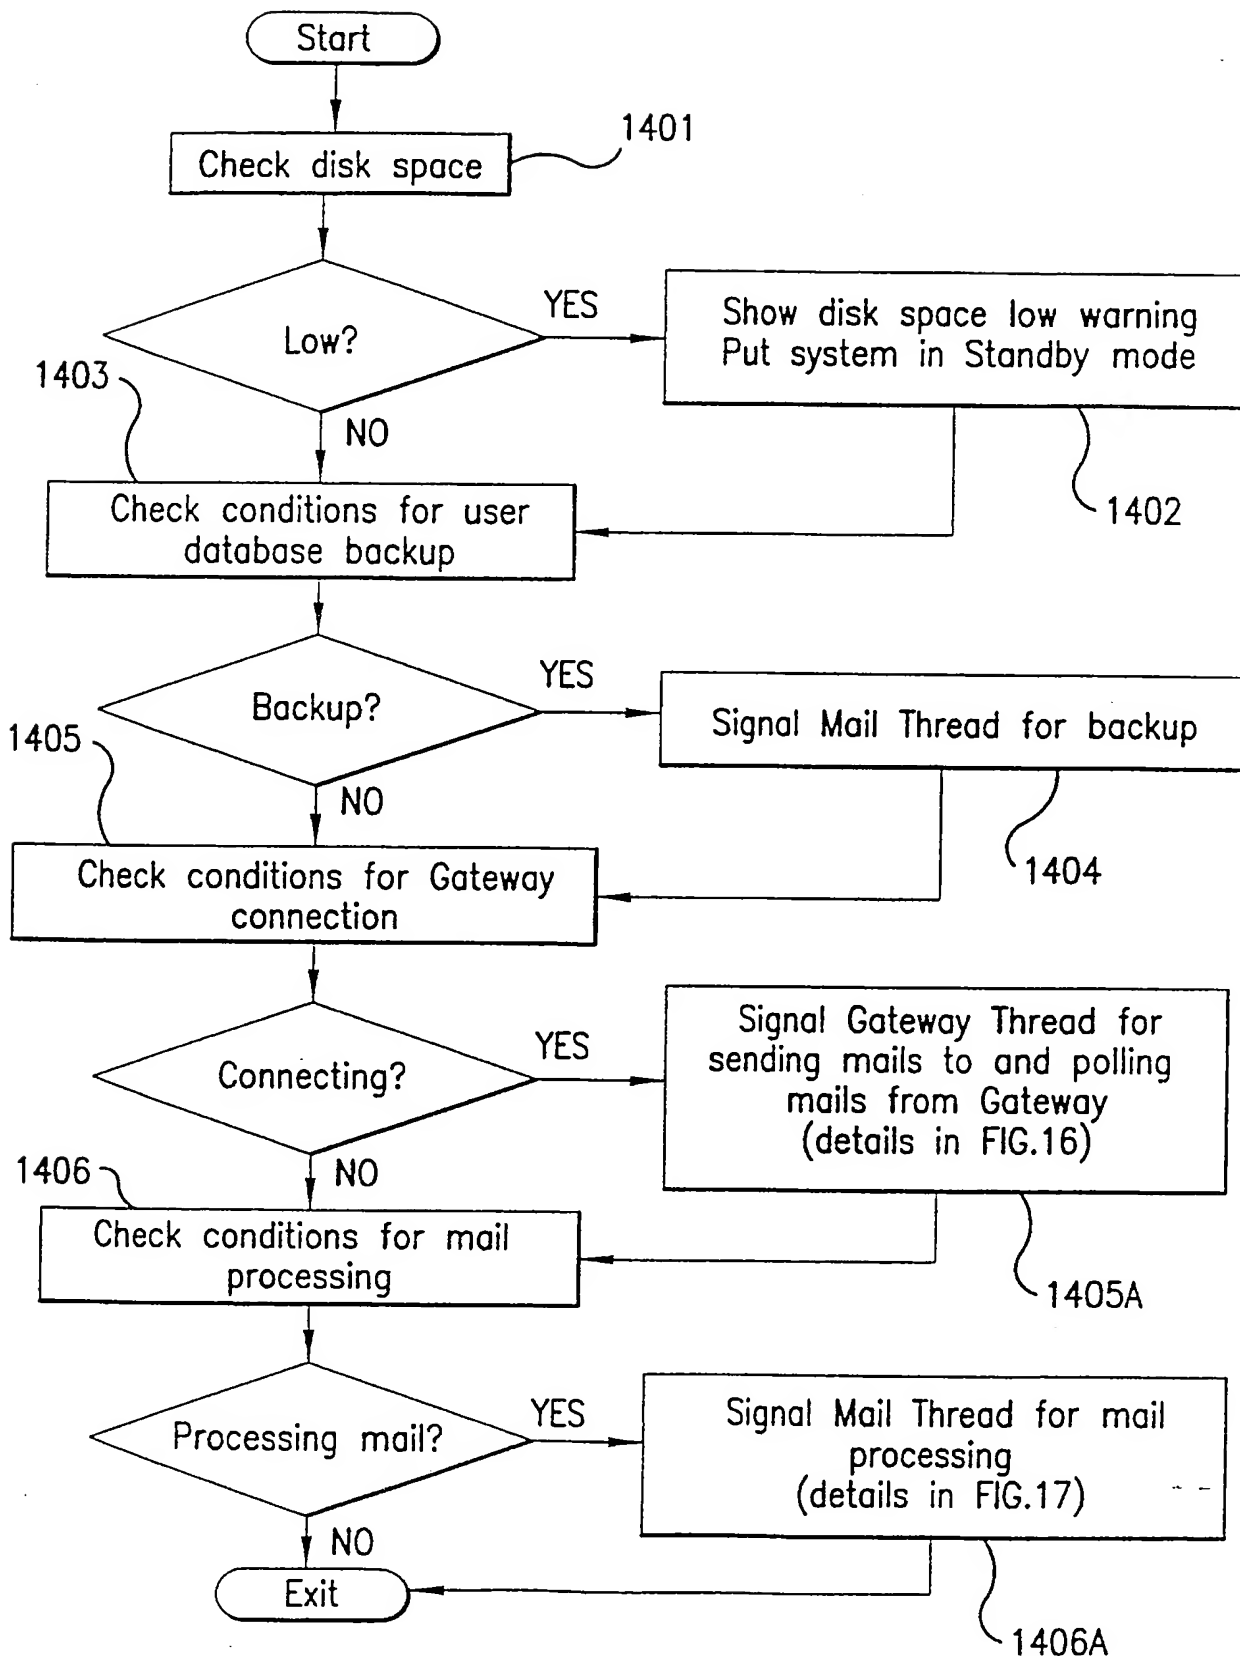 Start
1401
Check disk space
YES
Low?
Show disk space low warning
Put system in Standby mode
1403
NO
1402
Check conditions for user
database backup
YES
Backup?
Signal Mail Thread for backup
1405
NO
1404
Check conditions for Gateway
connection
YES
Connecting?
Signal Gateway Thread for
sending mails to and polling
mails from Gateway
(details in FIG.16)
1406
NO
Check conditions for mail
processing
1405A
YES
Processing mail?
Signal Mail Thread for mail
processing
(details in FIG.17)
NO
Exit
1406A